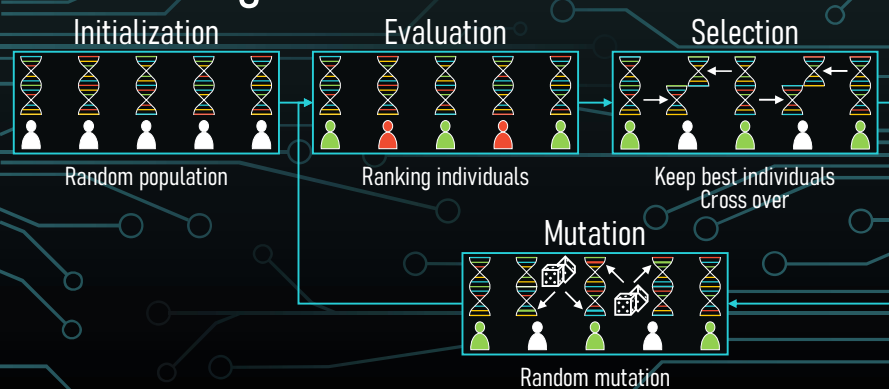 Initialization
Evaluation
Selection
Random population
Ranking individuals
Keep best individuals
Cross over
Mutation
Random mutation